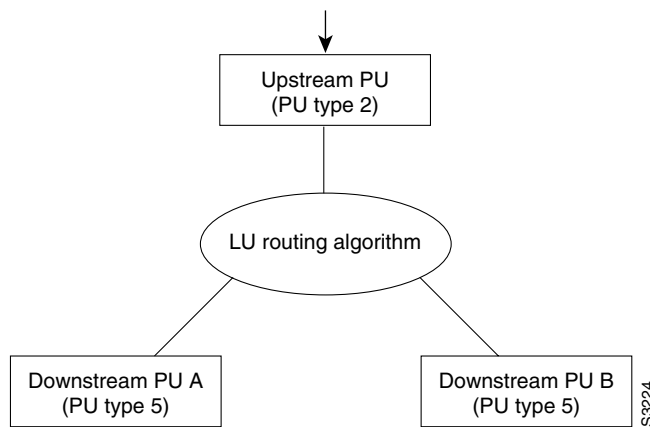 Upstream PU
(PU type 2)
LU routing algorithm
Downstream PU A
(PU type 5)
Downstream PU B
(PU type 5)
S3224